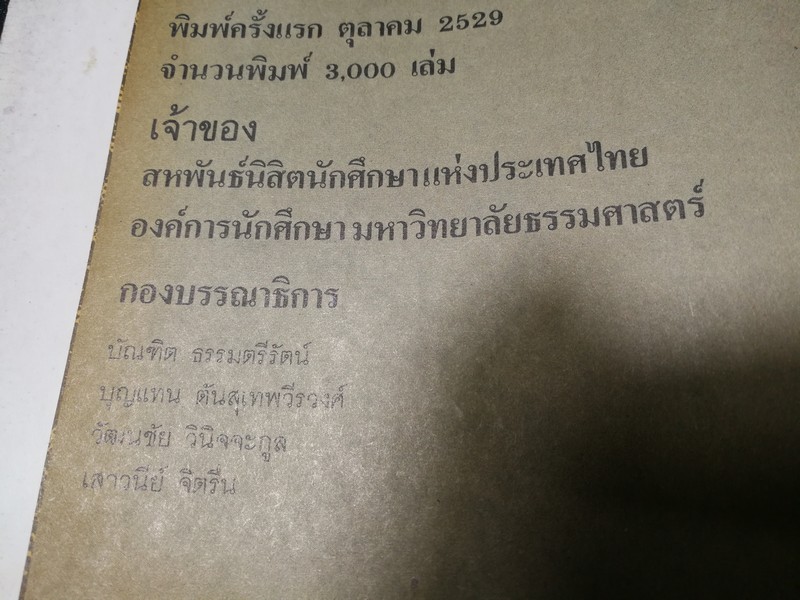 พิมพ์ครั้งแรก ตุลาคม 2529
จำนวนพิมพ์ 3,000 เล่ม
เจ้าของ
สหพันธ์นิสิตนักศึกษาแห่งประเทศไทย
องค์การนักศึกษา มหาวิทยาลัยธรรมศาสตร์
กองบรรณาธิการ
บัณฑิต ธรรมตรีรัตน์
บุญแทน ตันสุเทพวีรวงศ์
วัฒนชัย วินิจจะกูล
เสาวนีย์ จิตรื่น